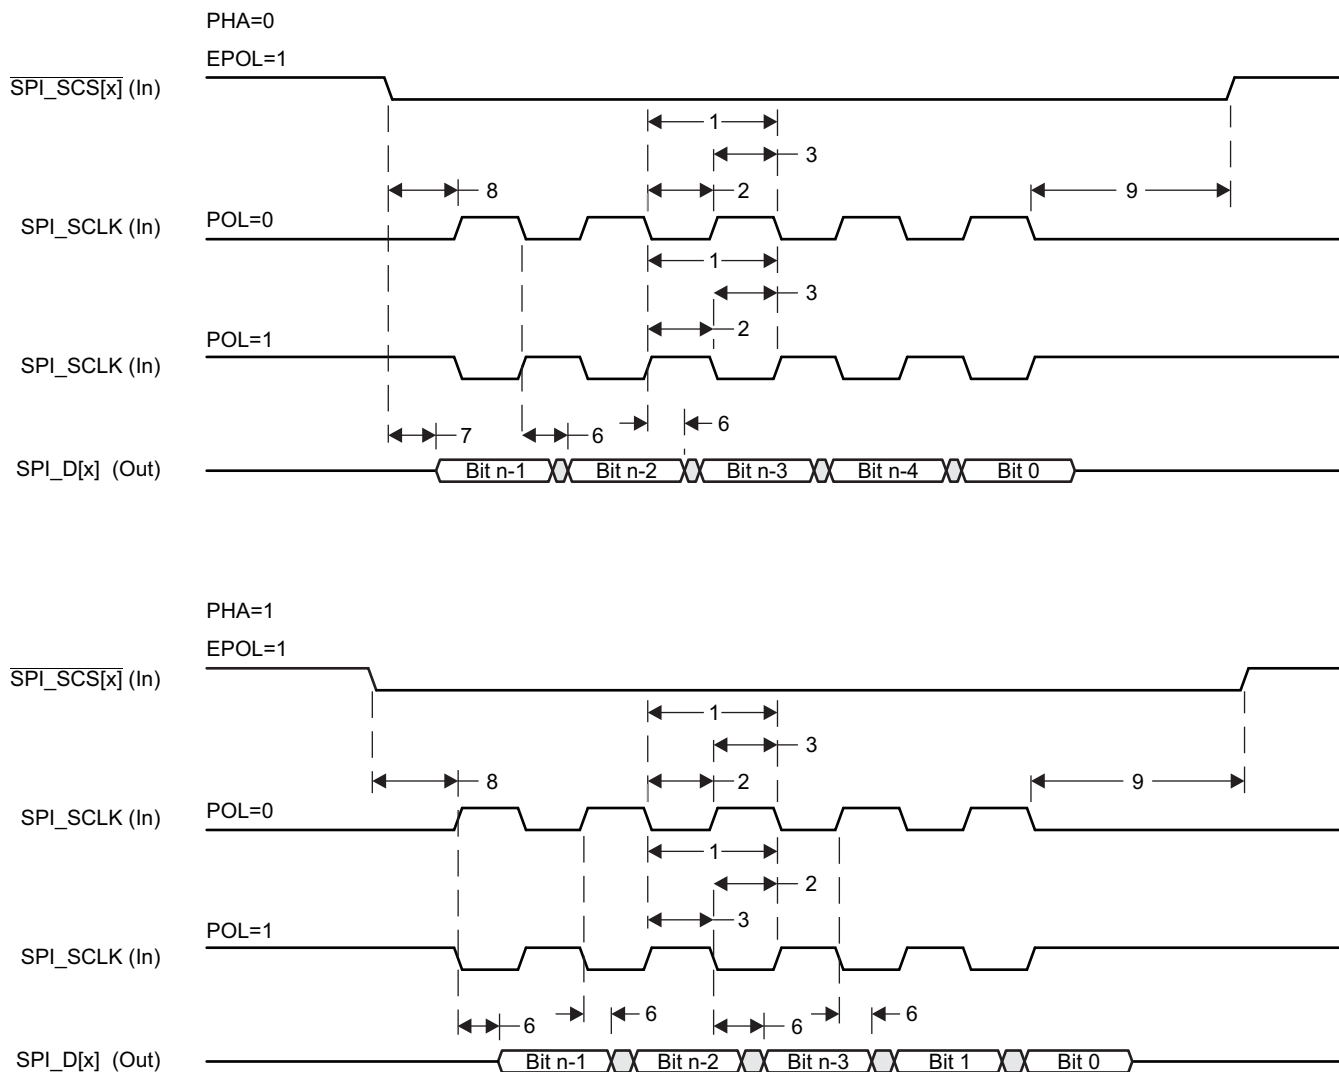 PHA=0
EPOL=1
SPI_SCS[x] (In)
1
3
8
2
9
SPI_SCLK (In)
POL=0
1
3
2
POL=1
SPI_SCLK (In)
7
6
6
SPI_D[x] (Out)
Bit n-1
Bit n-2
Bit n-3
Bit n-4
Bit 0
PHA=1
EPOL=1
SPI_SCS[x] (In)
1
3
8
2
9
SPI_SCLK (In)
POL=0
1
2
3
POL=1
SPI_SCLK (In)
6
6
6
6
SPI_D[x] (Out)
Bit n-1
Bit n-2
Bit n-3
Bit 1
Bit 0